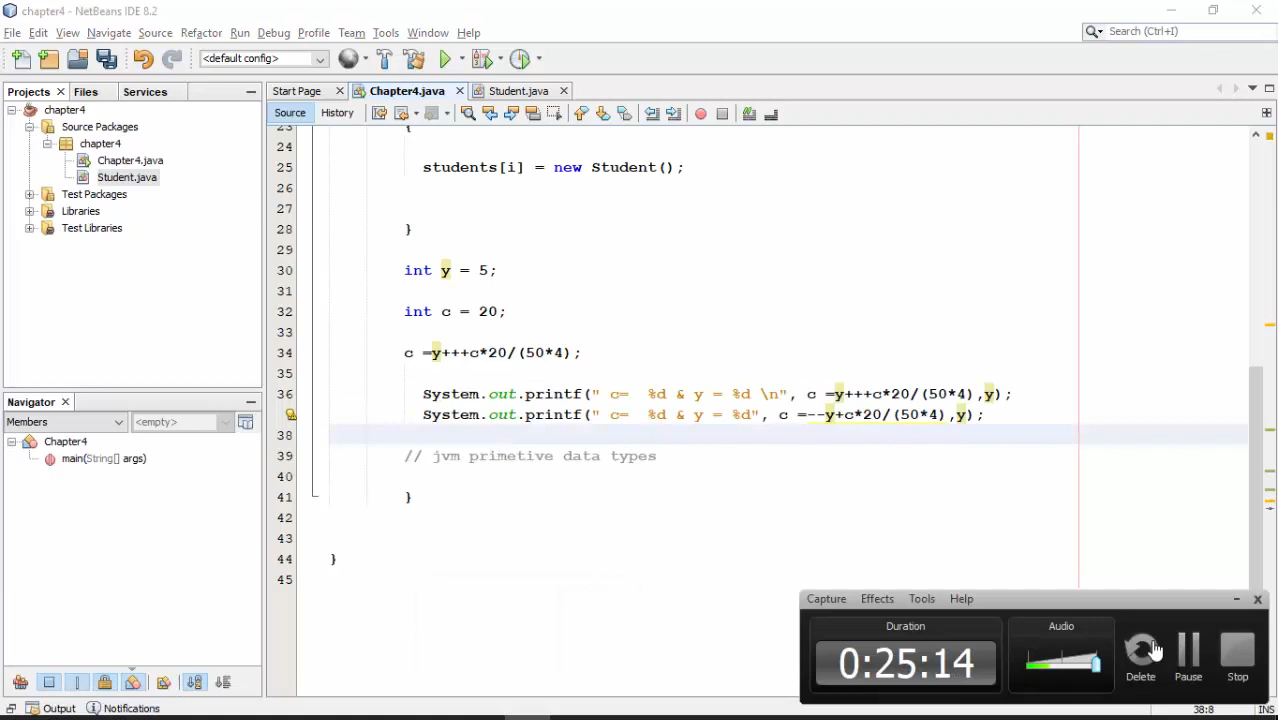 chapter4 - NetBeans IDE 8.2
File Edit View Navigate Source Refactor Run Debug Profile Team Tools Window Help
Search (Ctrl+I)
<default config>
Projects Files Services
Start Page Chapter4.java Student.java
Source History
chapter4
Source Packages
chapter4
Chapter4.java
Student.java
Test Packages
Libraries
Test Libraries
Navigator
Members <empty>
Chapter4
main(String[] args)
23 {
24
25 students[i] = new Student();
26
27
28 }
29
30 int y = 5;
31
32 int c = 20;
33
34 c =y+++c*20/(50*4);
35
36 System.out.printf(" c=  %d & y = %d \n", c =y+++c*20/(50*4),y);
System.out.printf(" c=  %d & y = %d", c =--y+c*20/(50*4),y);
38
39 // jvm primetive data types
40
41 }
42
43
44 }
45
Capture Effects Tools Help
Duration
0:25:14
Audio
Delete Pause Stop
Output Notifications
38:8 INS